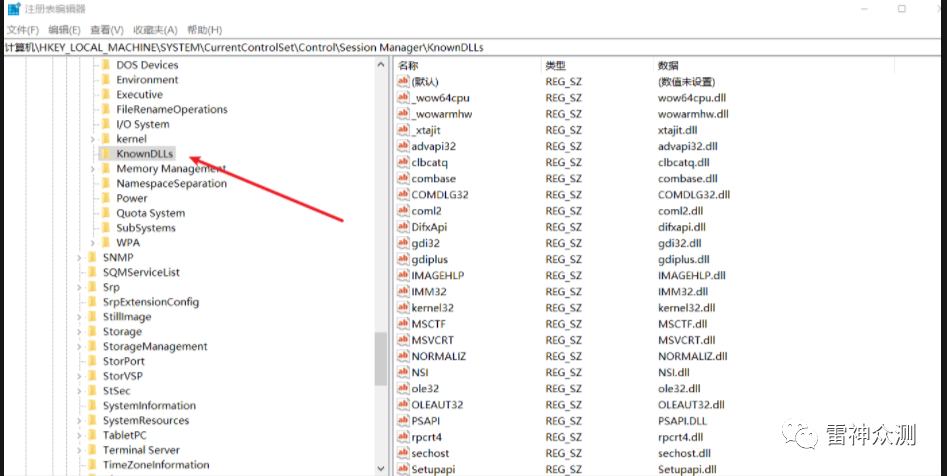 注册表编辑器
文件(F) 编辑(E) 查看(V) 收藏夹(A) 帮助(H)
计算机\HKEY_LOCAL_MACHINE\SYSTEM\CurrentControlSet\Control\Session Manager\KnownDLLs
DOS Devices
Environment
Executive
FileRenameOperations
I/O System
kernel
KnownDLLs
Memory Management
NamespaceSeparation
Power
Quota System
SubSystems
WPA
SNMP
SQMServiceList
Srp
SrpExtensionConfig
StillImage
Storage
StorageManagement
StorPort
StorVSP
StSec
SystemInformation
SystemResources
TabletPC
Terminal Server
TimeZoneInformation
名称 类型 数据
(默认) REG_SZ (数值未设置)
_wow64cpu REG_SZ wow64cpu.dll
_wowarmhw REG_SZ wowarmhw.dll
_xtajit REG_SZ xtajit.dll
advapi32 REG_SZ advapi32.dll
clbcatq REG_SZ clbcatq.dll
combase REG_SZ combase.dll
COMDLG32 REG_SZ COMDLG32.dll
coml2 REG_SZ coml2.dll
DifxApi REG_SZ difxapi.dll
gdi32 REG_SZ gdi32.dll
gdiplus REG_SZ gdiplus.dll
IMAGEHLP REG_SZ IMAGEHLP.dll
IMM32 REG_SZ IMM32.dll
kernel32 REG_SZ kernel32.dll
MSCTF REG_SZ MSCTF.dll
MSVCRT REG_SZ MSVCRT.dll
NORMALIZ REG_SZ NORMALIZ.dll
NSI REG_SZ NSI.dll
ole32 REG_SZ ole32.dll
OLEAUT32 REG_SZ OLEAUT32.dll
PSAPI REG_SZ PSAPI.DLL
rpcrt4 REG_SZ rpcrt4.dll
sechost REG_SZ sechost.dll
Setupapi REG_SZ Setupapi.dll
雷神众测